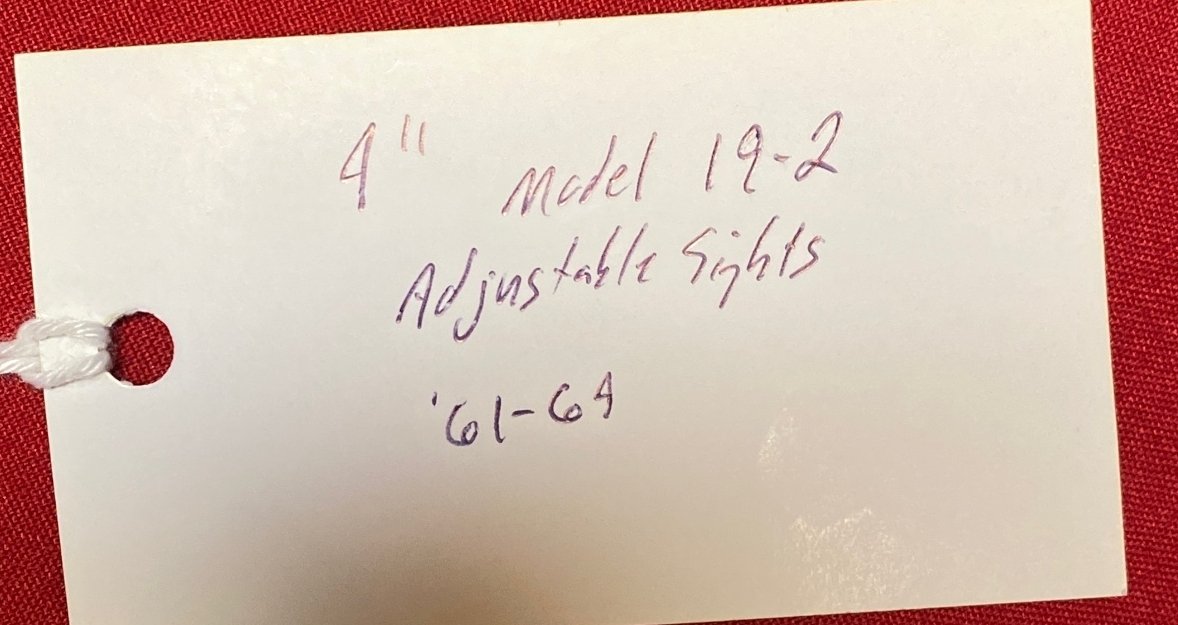 4" Model 19-2
Adjustable Sights
'61-64